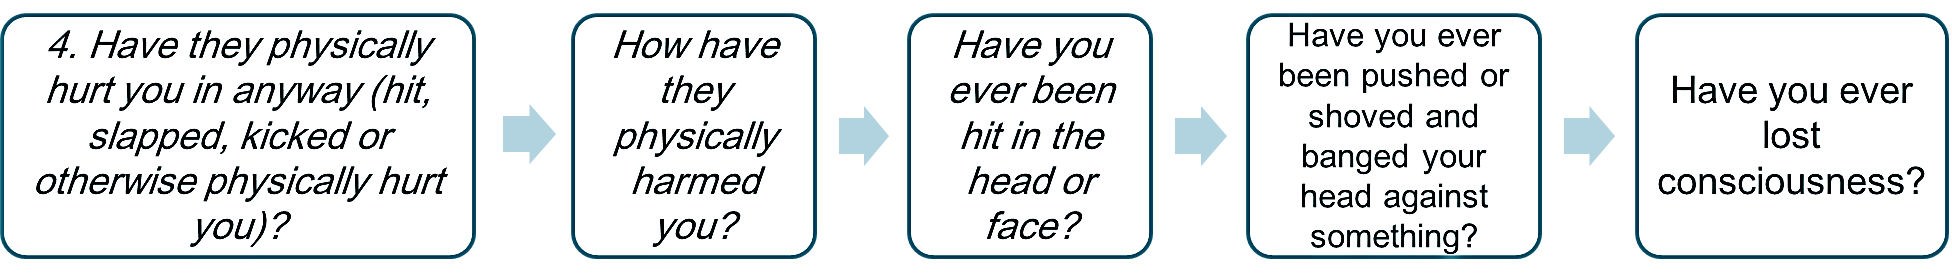 4. Have they physically
hurt you in anyway (hit,
slapped, kicked or
otherwise physically hurt
you)?
How have
they
physically
harmed
you?
Have you
ever been
hit in the
head or
face?
Have you ever
been pushed or
shoved and
banged your
head against
something?
Have you ever
lost
consciousness?